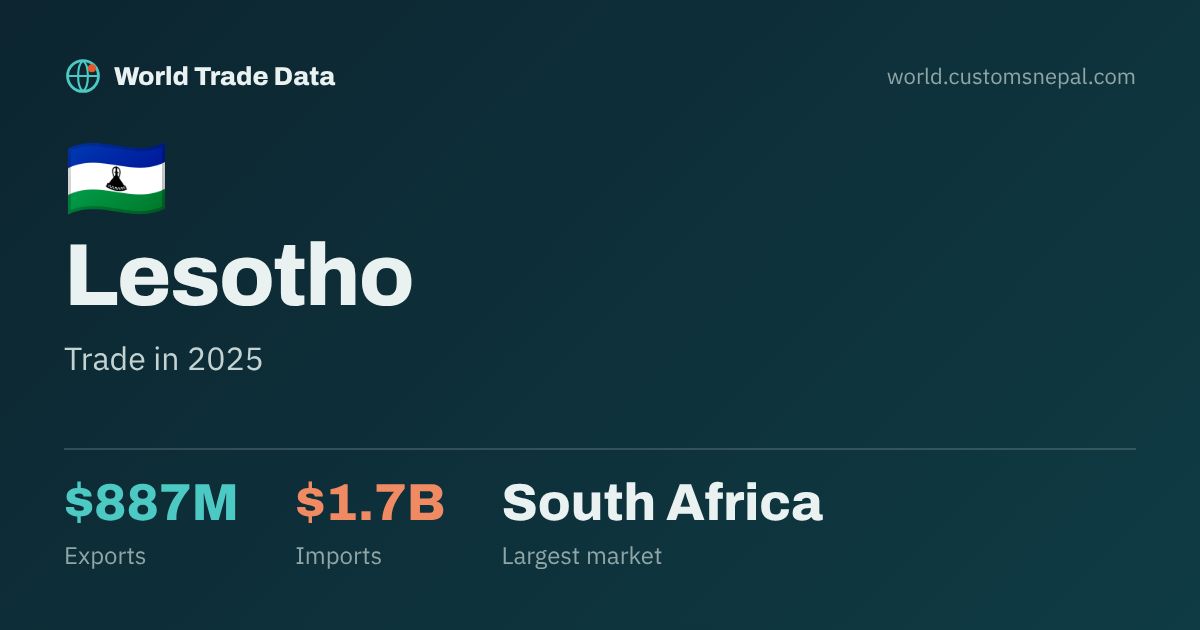 World Trade Data
world.customsnepal.com
Lesotho
Trade in 2025
$887M
$1.7B
South Africa
Exports
Imports
Largest market